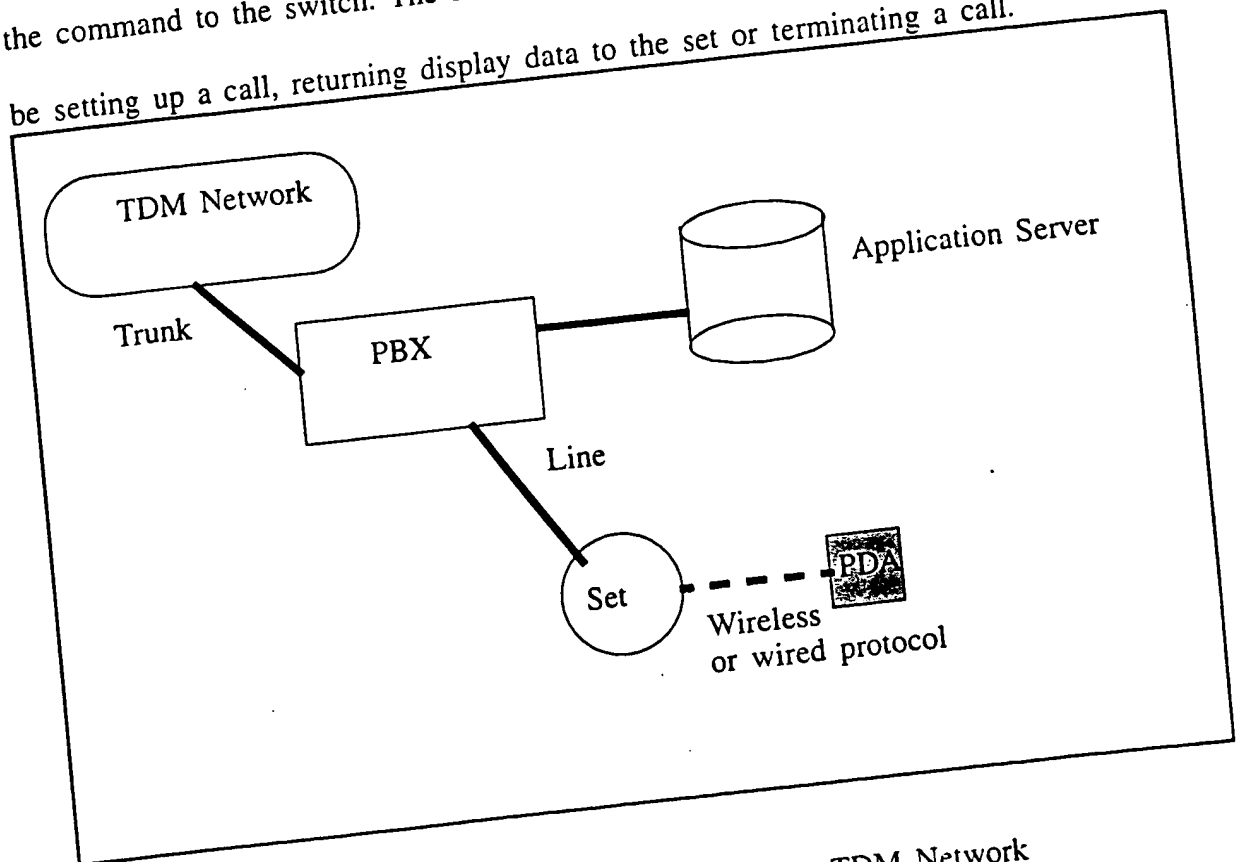 the command to the switch. The
be setting up a call, returning display data to the set or terminating a call.
TDM Network
Application Server
Trunk
PBX
Line
Set
PDA
Wireless
or wired protocol
TDM Network